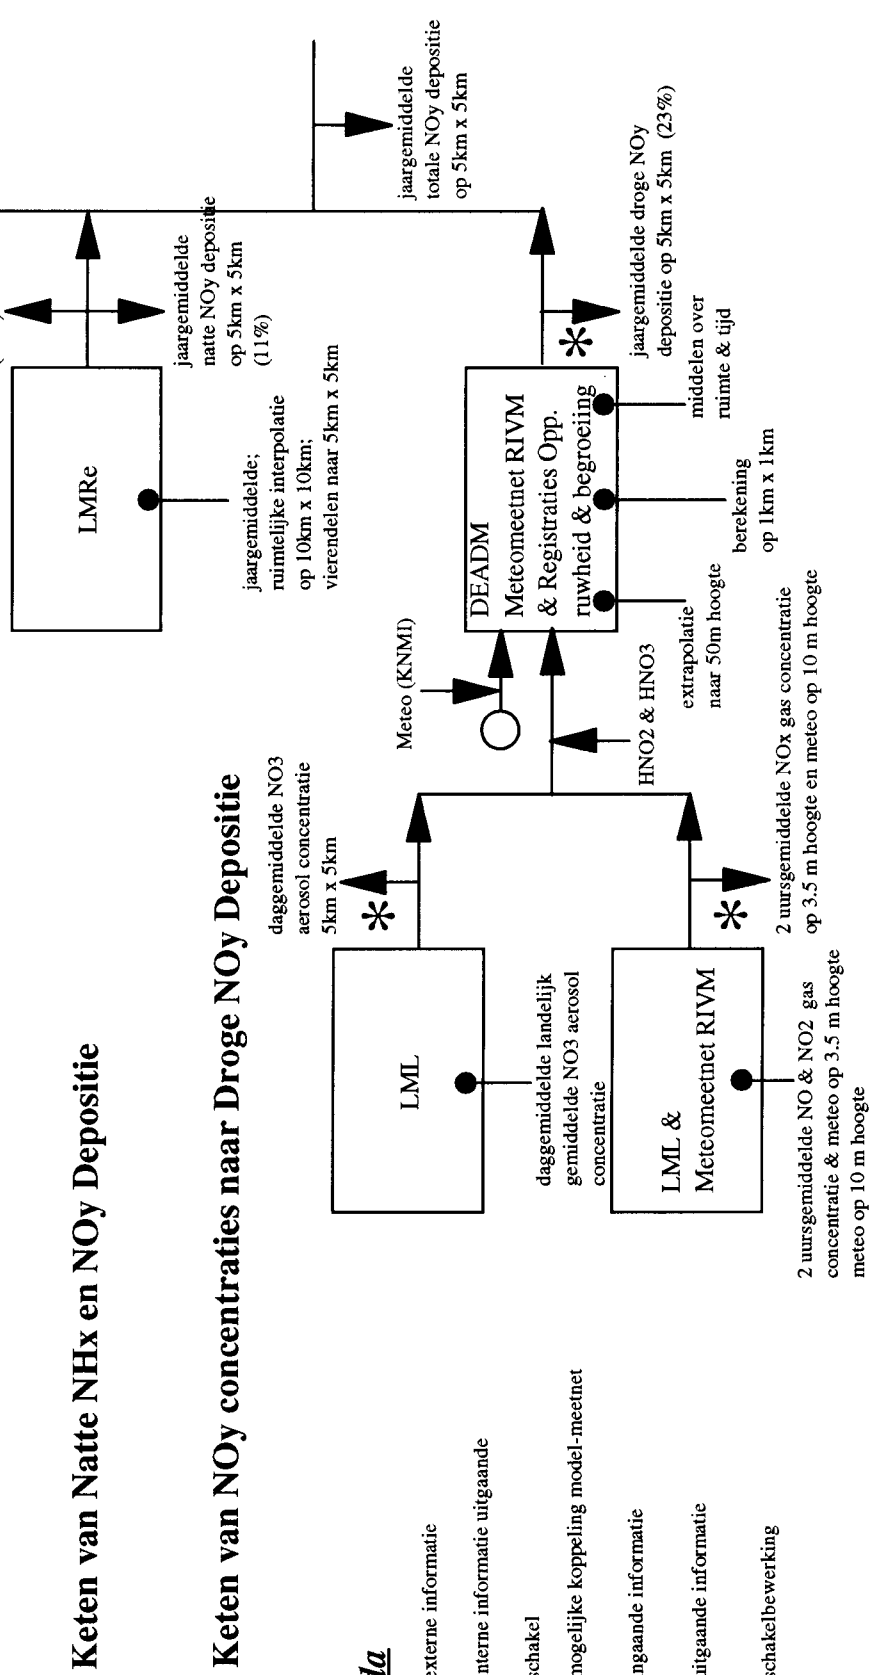 Keten van Natte NHx en NOy Depositie
LMRe
jaargemiddelde
natte NOy depositie
op 5km x 5km
(11%)
jaargemiddelde;
ruimtelijke interpolatie
op 10km x 10km;
vierendelen naar 5km x 5km
jaargemiddelde
totale NOy depositie
op 5km x 5km
Keten van NOy concentraties naar Droge NOy Depositie
daggemiddelde NO3
aerosol concentratie
5km x 5km
*
LML
daggemiddelde landelijk
gemiddelde NO3 aerosol
concentratie
LML &
Meteomeetnet RIVM
*
2 uursgemiddelde NO & NO2 gas
concentratie & meteo op 3.5 m hoogte
meteo op 10 m hoogte
2 uursgemiddelde NOx gas concentratie
op 3.5 m hoogte en meteo op 10 m hoogte
Meteo (KNMI)
HNO2 & HNO3
DEADM
Meteomeetnet RIVM
& Registraties Opp.
ruwheid & begroeiing
*
extrapolatie
naar 50m hoogte
berekening
op 1km x 1km
middelen over
ruimte & tijd
jaargemiddelde droge NOy
depositie op 5km x 5km (23%)
externe informatie
nterne informatie uitgaande
schakel
mogelijke koppeling model-meetnet
ngaande informatie
uitgaande informatie
schakelbewerking